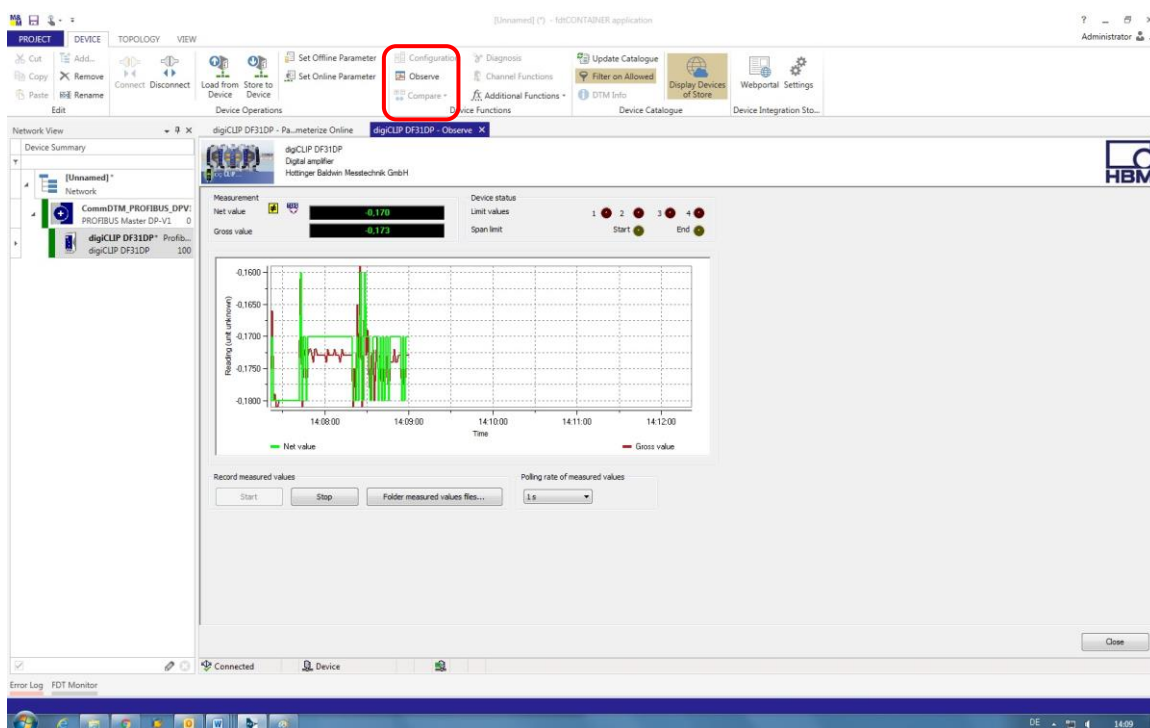 [Unnamed] (*) - fdtCONTAINER application
?
Administrator
PROJECT DEVICE TOPOLOGY VIEW
Cut
Copy
Paste
Add...
Remove
Rename
Edit
Connect Disconnect
Load from Device
Store to Device
Set Offline Parameter
Set Online Parameter
Device Operations
Configuration
Observe
Compare
Diagnosis
Channel Functions
fx Additional Functions
Device Functions
Update Catalogue
Filter on Allowed
DTM Info
Display Devices of Store
Device Catalogue
Webportal Settings
Device Integration Sto...
Network View
Device Summary
[Unnamed] *
Network
CommDTM_PROFIBUS_DPV1
PROFIBUS Master DP-V1 0
digiCLIP DF31DP* Profib...
digiCLIP DF31DP 100
digiCLIP DF31DP - Pa...meterize Online
digiCLIP DF31DP - Observe X
digiCLIP DF31DP
Digital amplifier
Hottinger Baldwin Messtechnik GmbH
HBM
Measurement
Net value -0,170
Gross value -0,173
Device status
Limit values 1 2 3 4
Span limit Start End
Reading (unit unknown)
-0,1600
-0,1650
-0,1700
-0,1750
-0,1800
14:08:00 14:09:00 14:10:00 14:11:00 14:12:00
Time
Net value Gross value
Record measured values
Start Stop Folder measured values files...
Polling rate of measured values
1 s
Close
Connected Device
Error Log FDT Monitor
DE 14:09